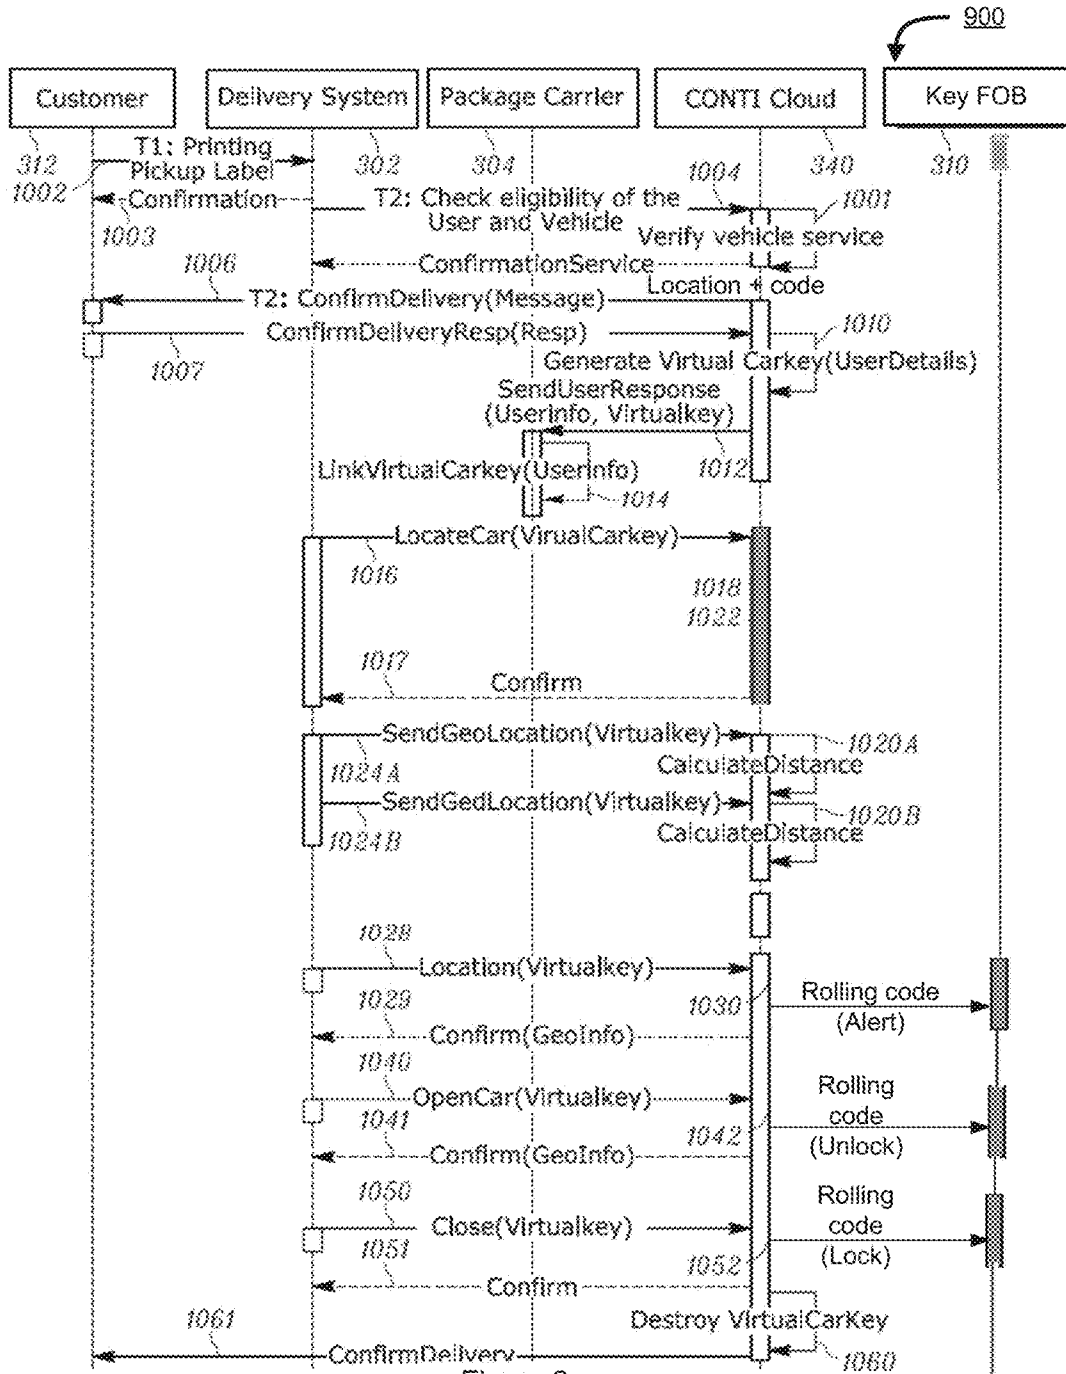 900
Customer
Delivery System
Package Carrier
CONTI Cloud
Key FOB
312
302
304
340
310
T1: Printing
Pickup Label
1002
Confirmation
1003
T2: Check eligibility of the
User and Vehicle
1004
1001
Verify vehicle service
ConfirmationService
Location + code
1006
T2: ConfirmDelivery(Message)
ConfirmDeliveryResp(Resp)
1007
1010
Generate Virtual Carkey(UserDetails)
SendUserResponse
(UserInfo, Virtualkey)
1012
LinkVirtualCarkey(UserInfo)
1014
LocateCar(VirualCarkey)
1016
1018
1022
1017
Confirm
SendGeoLocation(Virtualkey)
1020A
1024A
CalculateDistance
SendGedLocation(Virtualkey)
1020B
1024B
CalculateDistance
1028
Location(Virtualkey)
1029
1030
Rolling code
(Alert)
Confirm(GeoInfo)
1040
OpenCar(Virtualkey)
1041
1042
Rolling
code
(Unlock)
Confirm(GeoInfo)
1050
Close(Virtualkey)
1051
1052
Rolling
code
(Lock)
Confirm
Destroy VirtualCarKey
1061
1060
ConfirmDelivery